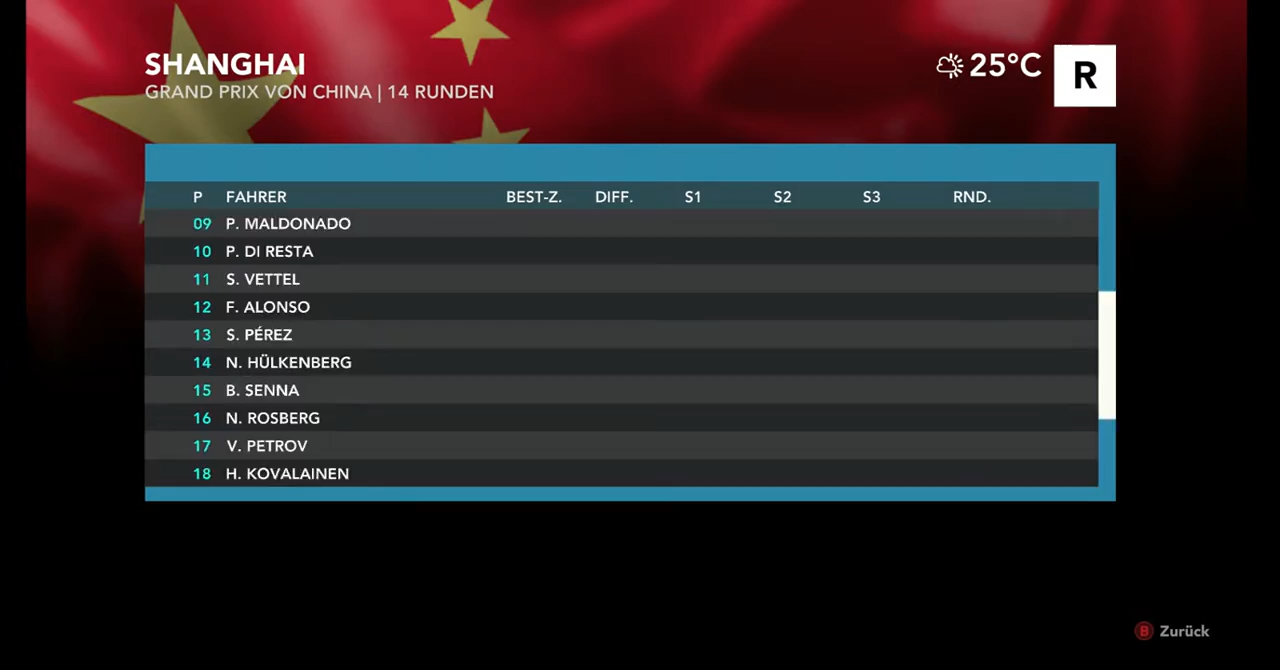 SHANGHAI
GRAND PRIX VON CHINA | 14 RUNDEN
25°C
R
P FAHRER BEST-Z. DIFF. S1 S2 S3 RND.
09 P. MALDONADO
10 P. DI RESTA
11 S. VETTEL
12 F. ALONSO
13 S. PÉREZ
14 N. HÜLKENBERG
15 B. SENNA
16 N. ROSBERG
17 V. PETROV
18 H. KOVALAINEN
B Zurück